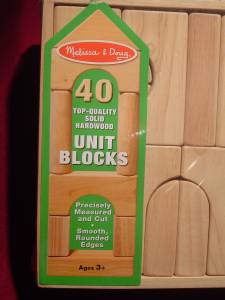 Melissa & Doug
40
TOP-QUALITY
SOLID
HARDWOOD
UNIT
BLOCKS
Precisely
Measured
and Cut
•
Smooth,
Rounded
Edges
Ages 3+